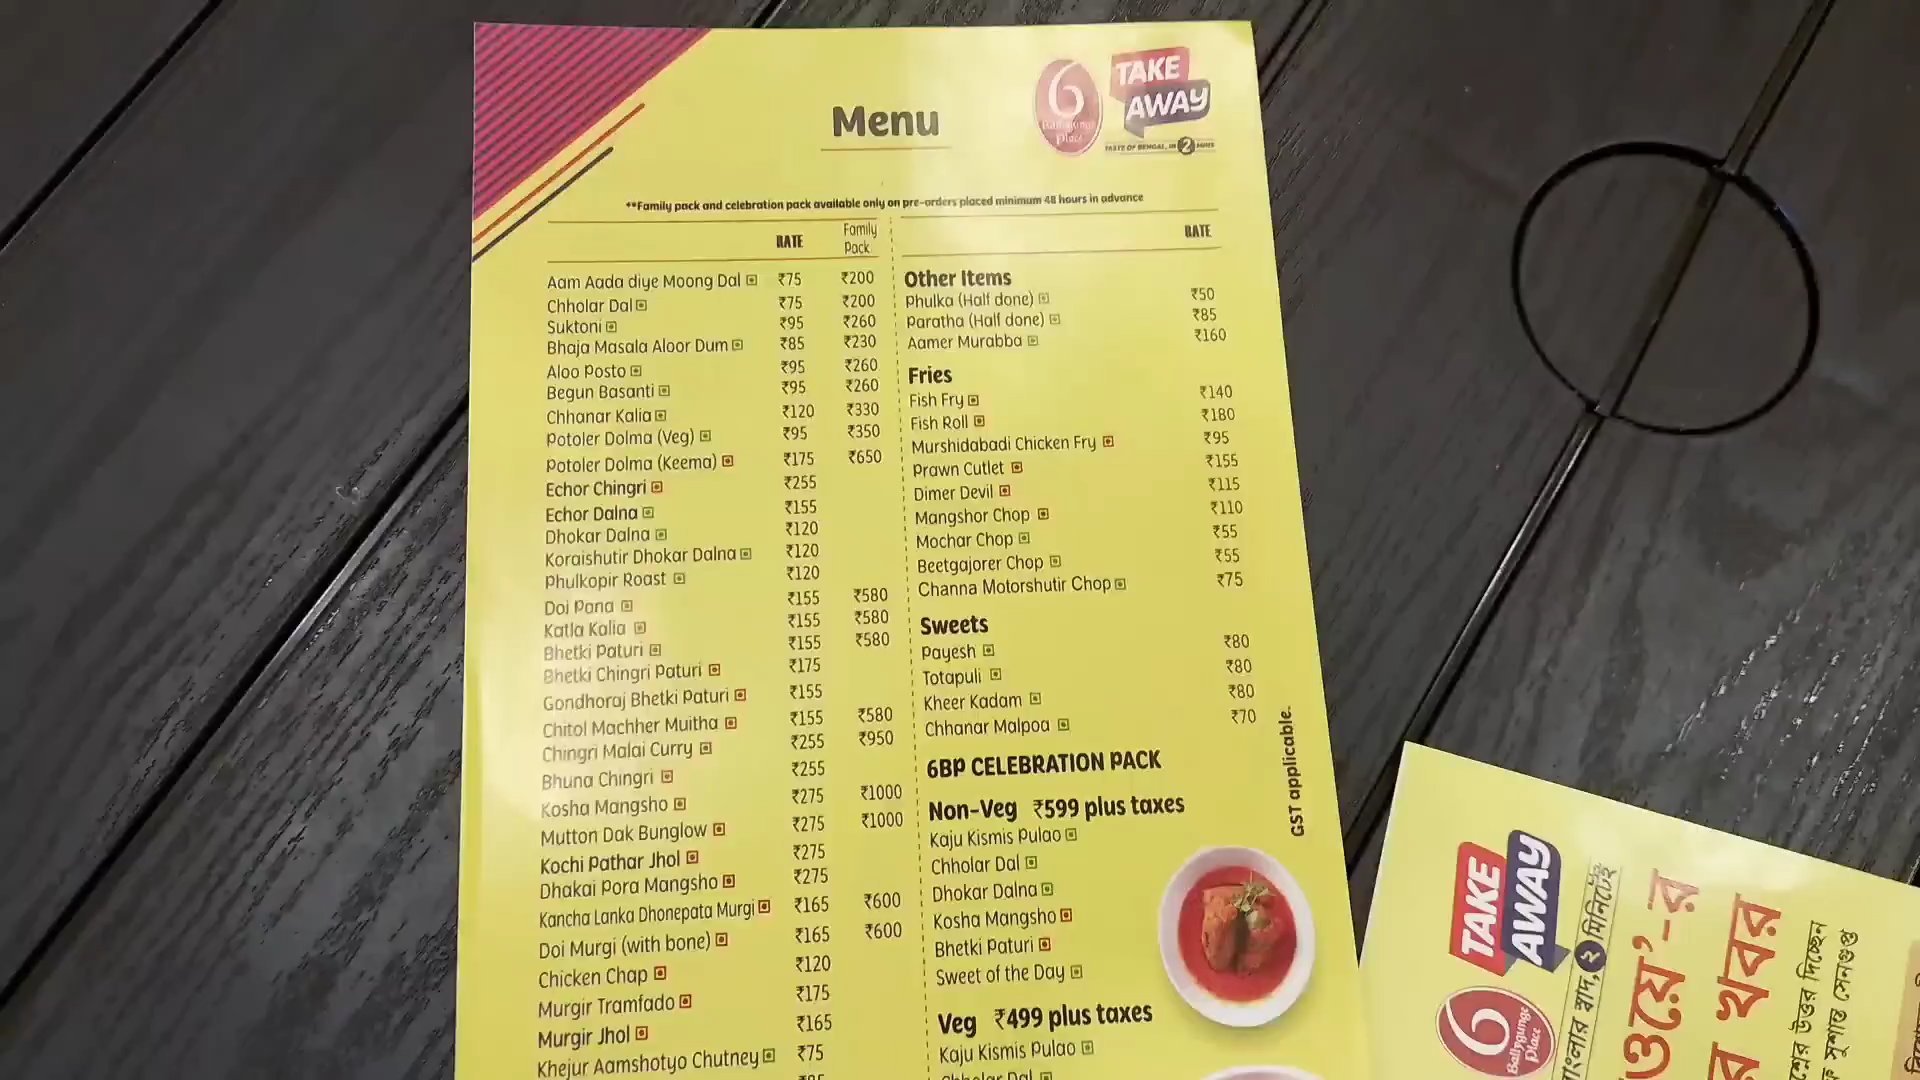 Menu
6
Ballygunge
Place
TAKE
AWAY
TASTE OF BENGAL, IN 2 MINS
**Family pack and celebration pack available only on pre-orders placed minimum 48 hours in advance
RATE Family Pack
Aam Aada diye Moong Dal ₹75 ₹200
Chholar Dal ₹75 ₹200
Suktoni ₹95 ₹260
Bhaja Masala Aloor Dum ₹85 ₹230
Aloo Posto ₹95 ₹260
Begun Basanti ₹95 ₹260
Chhanar Kalia ₹120 ₹330
Potoler Dolma (Veg) ₹95 ₹350
Potoler Dolma (Keema) ₹175 ₹650
Echor Chingri ₹255
Echor Dalna ₹155
Dhokar Dalna ₹120
Koraishutir Dhokar Dalna ₹120
Phulkopir Roast ₹120
Doi Pona ₹155 ₹580
Katla Kalia ₹155 ₹580
Bhetki Paturi ₹155 ₹580
Bhetki Chingri Paturi ₹175
Gondhoraj Bhetki Paturi ₹155
Chitol Machher Muitha ₹155 ₹580
Chingri Malai Curry ₹255 ₹950
Bhuna Chingri ₹255
Kosha Mangsho ₹275 ₹1000
Mutton Dak Bunglow ₹275 ₹1000
Kochi Pathar Jhol ₹275
Dhakai Pora Mangsho ₹275
Kancha Lanka Dhonepata Murgi ₹165 ₹600
Doi Murgi (with bone) ₹165 ₹600
Chicken Chap ₹120
Murgir Tramfado ₹175
Murgir Jhol ₹165
Khejur Aamshotyo Chutney ₹75
RATE
Other Items
Phulka (Half done) ₹50
Paratha (Half done) ₹85
Aamer Murabba ₹160
Fries
Fish Fry ₹140
Fish Roll ₹180
Murshidabadi Chicken Fry ₹95
Prawn Cutlet ₹155
Dimer Devil ₹115
Mangshor Chop ₹110
Mochar Chop ₹55
Beetgajorer Chop ₹55
Channa Motorshutir Chop ₹75
Sweets
Payesh ₹80
Totapuli ₹80
Kheer Kadam ₹80
Chhanar Malpoa ₹70
6BP CELEBRATION PACK
Non-Veg ₹599 plus taxes
Kaju Kismis Pulao
Chholar Dal
Dhokar Dalna
Kosha Mangsho
Bhetki Paturi
Sweet of the Day
Veg ₹499 plus taxes
Kaju Kismis Pulao
Chholar Dal
GST applicable.
TAKE
AWAY
বাংলার স্বাদ, ২ মিনিটেই
6
Ballygunge
Place
খবর
উত্তর দিচ্ছেন
সুশান্ত সেনগুপ্ত